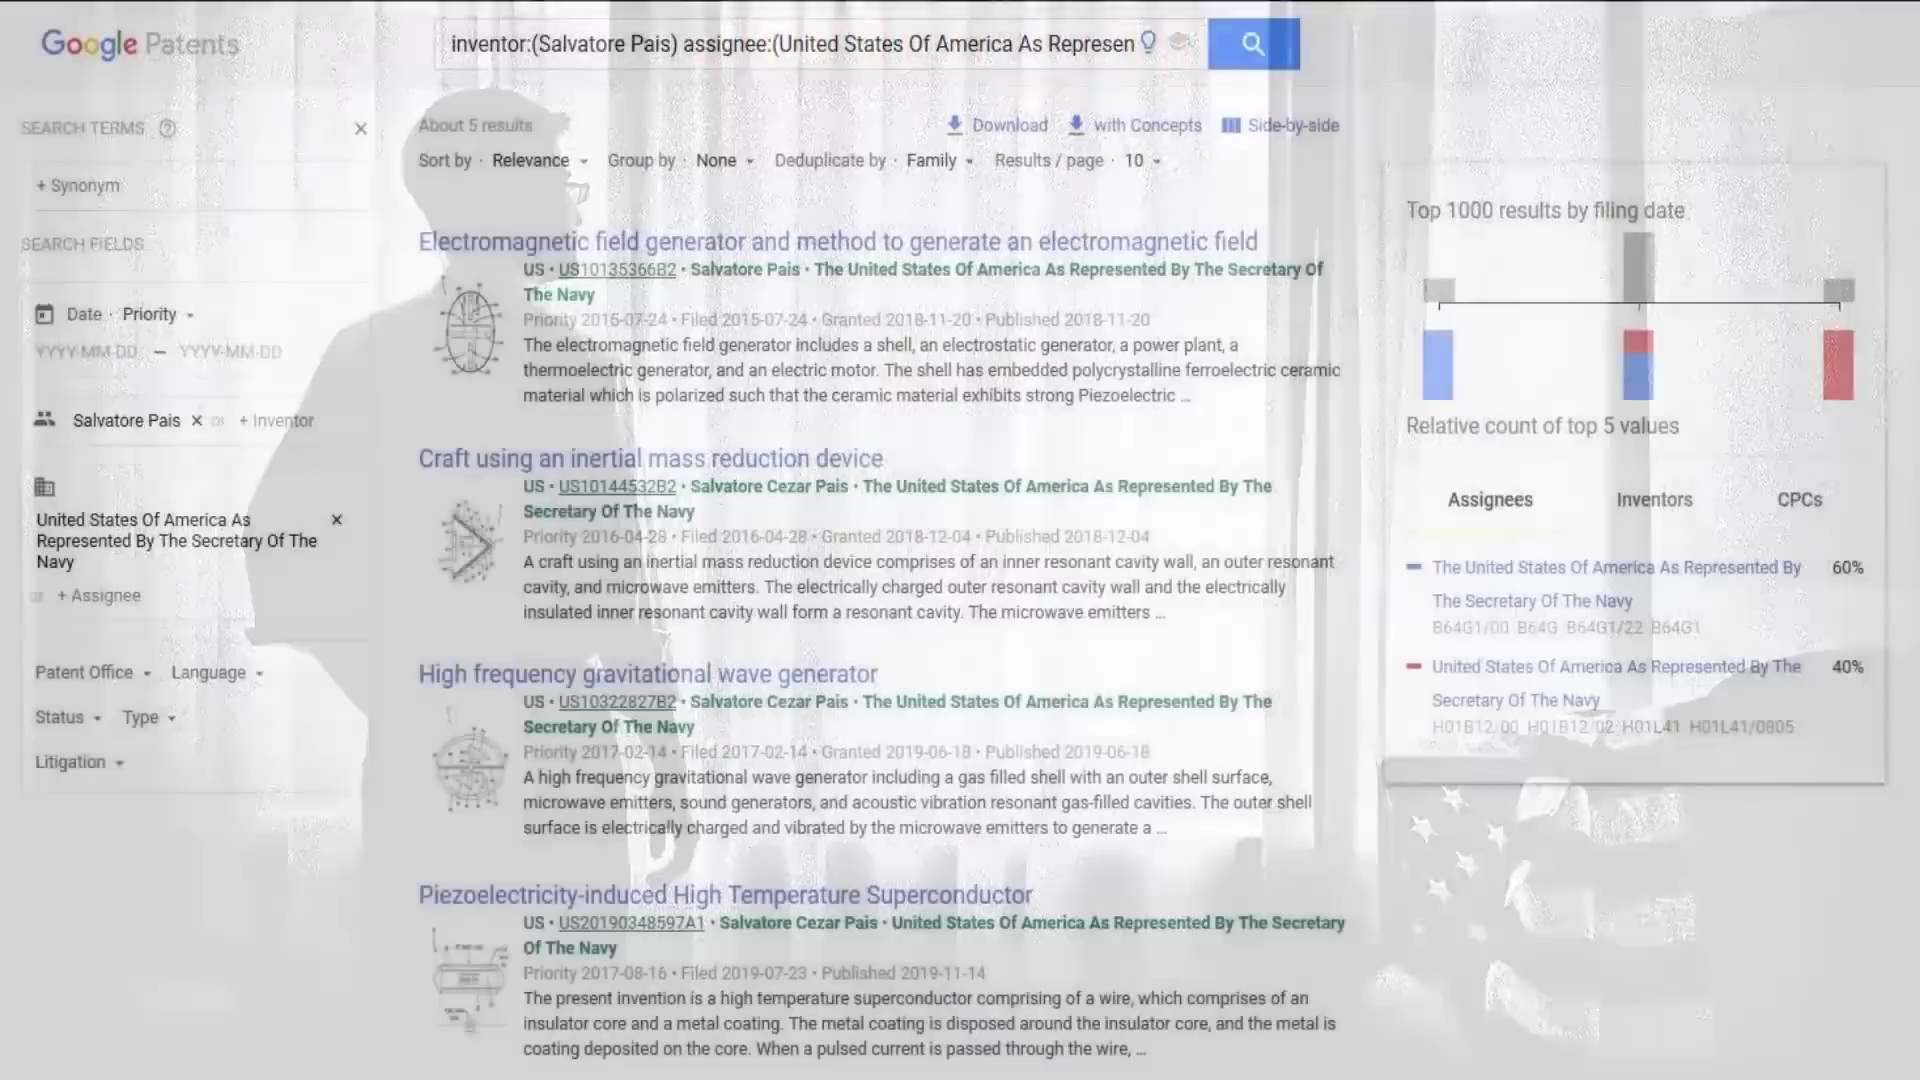 Google Patents
inventor:(Salvatore Pais) assignee:(United States Of America As Represen
SEARCH TERMS
+ Synonym
SEARCH FIELDS
Date · Priority
YYYY-MM-DD – YYYY-MM-DD
Salvatore Pais × or + Inventor
United States Of America As
Represented By The Secretary Of The
Navy
or + Assignee
Patent Office Language
Status Type
Litigation
About 5 results
Download with Concepts Side-by-side
Sort by · Relevance Group by · None Deduplicate by · Family Results / page · 10
Electromagnetic field generator and method to generate an electromagnetic field
US · US10135366B2 · Salvatore Pais · The United States Of America As Represented By The Secretary Of
The Navy
Priority 2015-07-24 · Filed 2015-07-24 · Granted 2018-11-20 · Published 2018-11-20
The electromagnetic field generator includes a shell, an electrostatic generator, a power plant, a
thermoelectric generator, and an electric motor. The shell has embedded polycrystalline ferroelectric ceramic
material which is polarized such that the ceramic material exhibits strong Piezoelectric …
Craft using an inertial mass reduction device
US · US10144532B2 · Salvatore Cezar Pais · The United States Of America As Represented By The
Secretary Of The Navy
Priority 2016-04-28 · Filed 2016-04-28 · Granted 2018-12-04 · Published 2018-12-04
A craft using an inertial mass reduction device comprises of an inner resonant cavity wall, an outer resonant
cavity, and microwave emitters. The electrically charged outer resonant cavity wall and the electrically
insulated inner resonant cavity wall form a resonant cavity. The microwave emitters …
High frequency gravitational wave generator
US · US10322827B2 · Salvatore Cezar Pais · The United States Of America As Represented By The
Secretary Of The Navy
Priority 2017-02-14 · Filed 2017-02-14 · Granted 2019-06-18 · Published 2019-06-18
A high frequency gravitational wave generator including a gas filled shell with an outer shell surface,
microwave emitters, sound generators, and acoustic vibration resonant gas-filled cavities. The outer shell
surface is electrically charged and vibrated by the microwave emitters to generate a …
Piezoelectricity-induced High Temperature Superconductor
US · US20190348597A1 · Salvatore Cezar Pais · United States Of America As Represented By The Secretary
Of The Navy
Priority 2017-08-16 · Filed 2019-07-23 · Published 2019-11-14
The present invention is a high temperature superconductor comprising of a wire, which comprises of an
insulator core and a metal coating. The metal coating is disposed around the insulator core, and the metal is
coating deposited on the core. When a pulsed current is passed through the wire, …
Top 1000 results by filing date
Relative count of top 5 values
Assignees Inventors CPCs
The United States Of America As Represented By 60%
The Secretary Of The Navy
B64G1/00 B64G B64G1/22 B64G1
United States Of America As Represented By The 40%
Secretary Of The Navy
H01B12/00 H01B12/02 H01L41 H01L41/0805